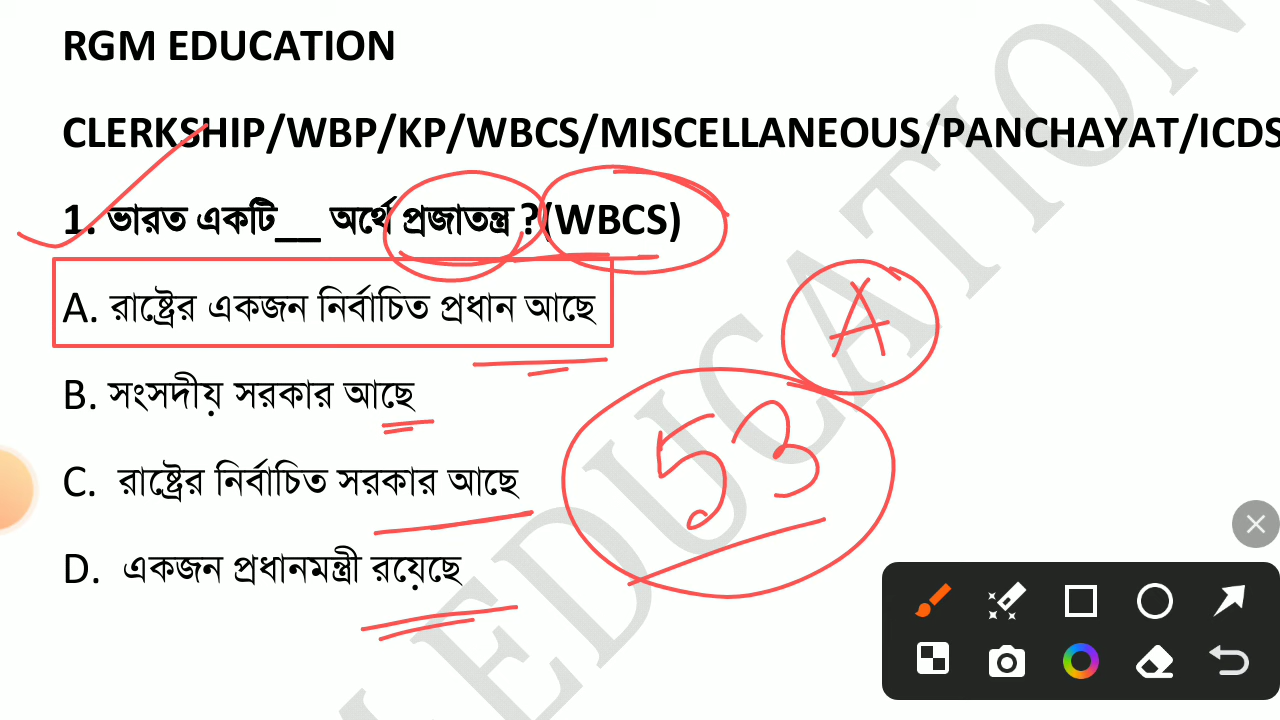 RGM EDUCATION
CLERKSHIP/WBP/KP/WBCS/MISCELLANEOUS/PANCHAYAT/ICDS
1. ভারত একটি__ অর্থে প্রজাতন্ত্র ?(WBCS)
A. রাষ্ট্রের একজন নির্বাচিত প্রধান আছে
A
B. সংসদীয় সরকার আছে
53
C. রাষ্ট্রের নির্বাচিত সরকার আছে
D. একজন প্রধানমন্ত্রী রয়েছে
EDUCATION